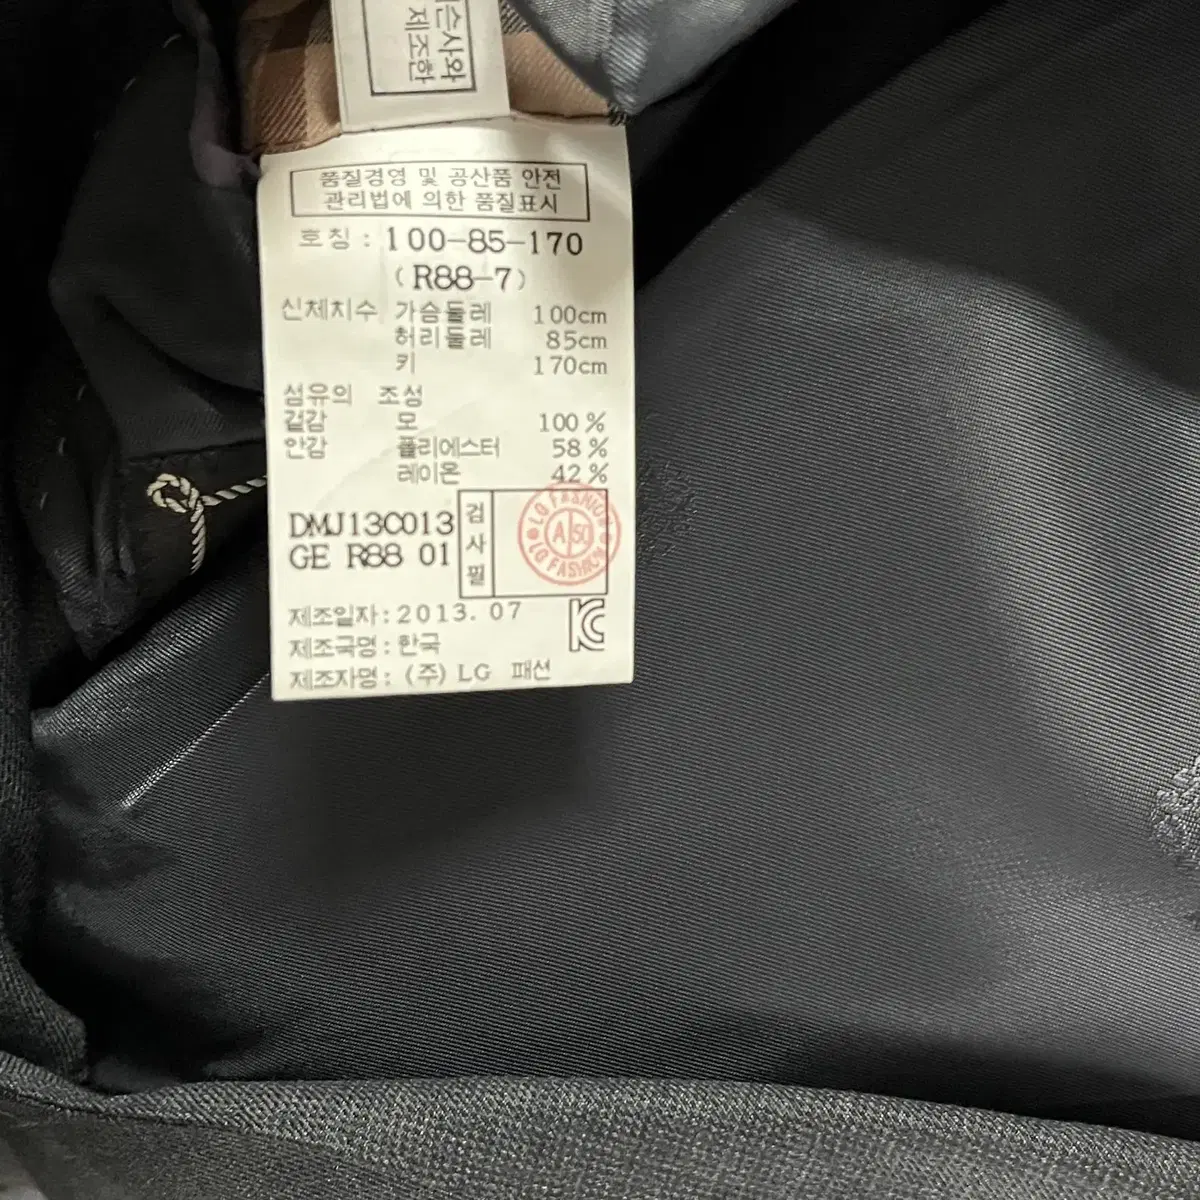 제조한
품질경영 및 공산품 안전
관리법에 의한 품질표시
호칭 : 100-85-170
(R88-7)
신체치수 가슴둘레 100cm
허리둘레 85cm
키 170cm
섬유의 조성
겉감 모 100 %
안감 폴리에스터 58 %
레이온 42 %
DMJ13C013
GE R88 01
검사필
LG FASHION
A 50
LG FASHION
제조일자 : 2013. 07
제조국명 : 한국
제조자명 : (주) LG 패션